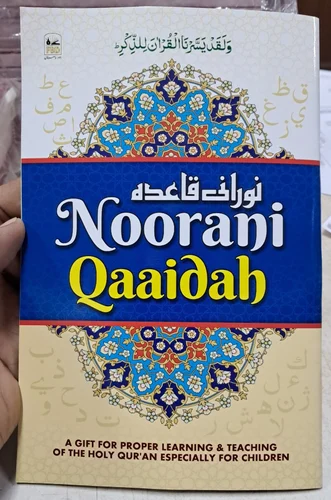 وَلَقَدْ يَسَّرْنَا الْقُرْاٰنَ لِلذِّكْرِ
نورانی قاعدہ
Noorani
Qaaidah
A GIFT FOR PROPER LEARNING & TEACHING
OF THE HOLY QUR'AN ESPECIALLY FOR CHILDREN